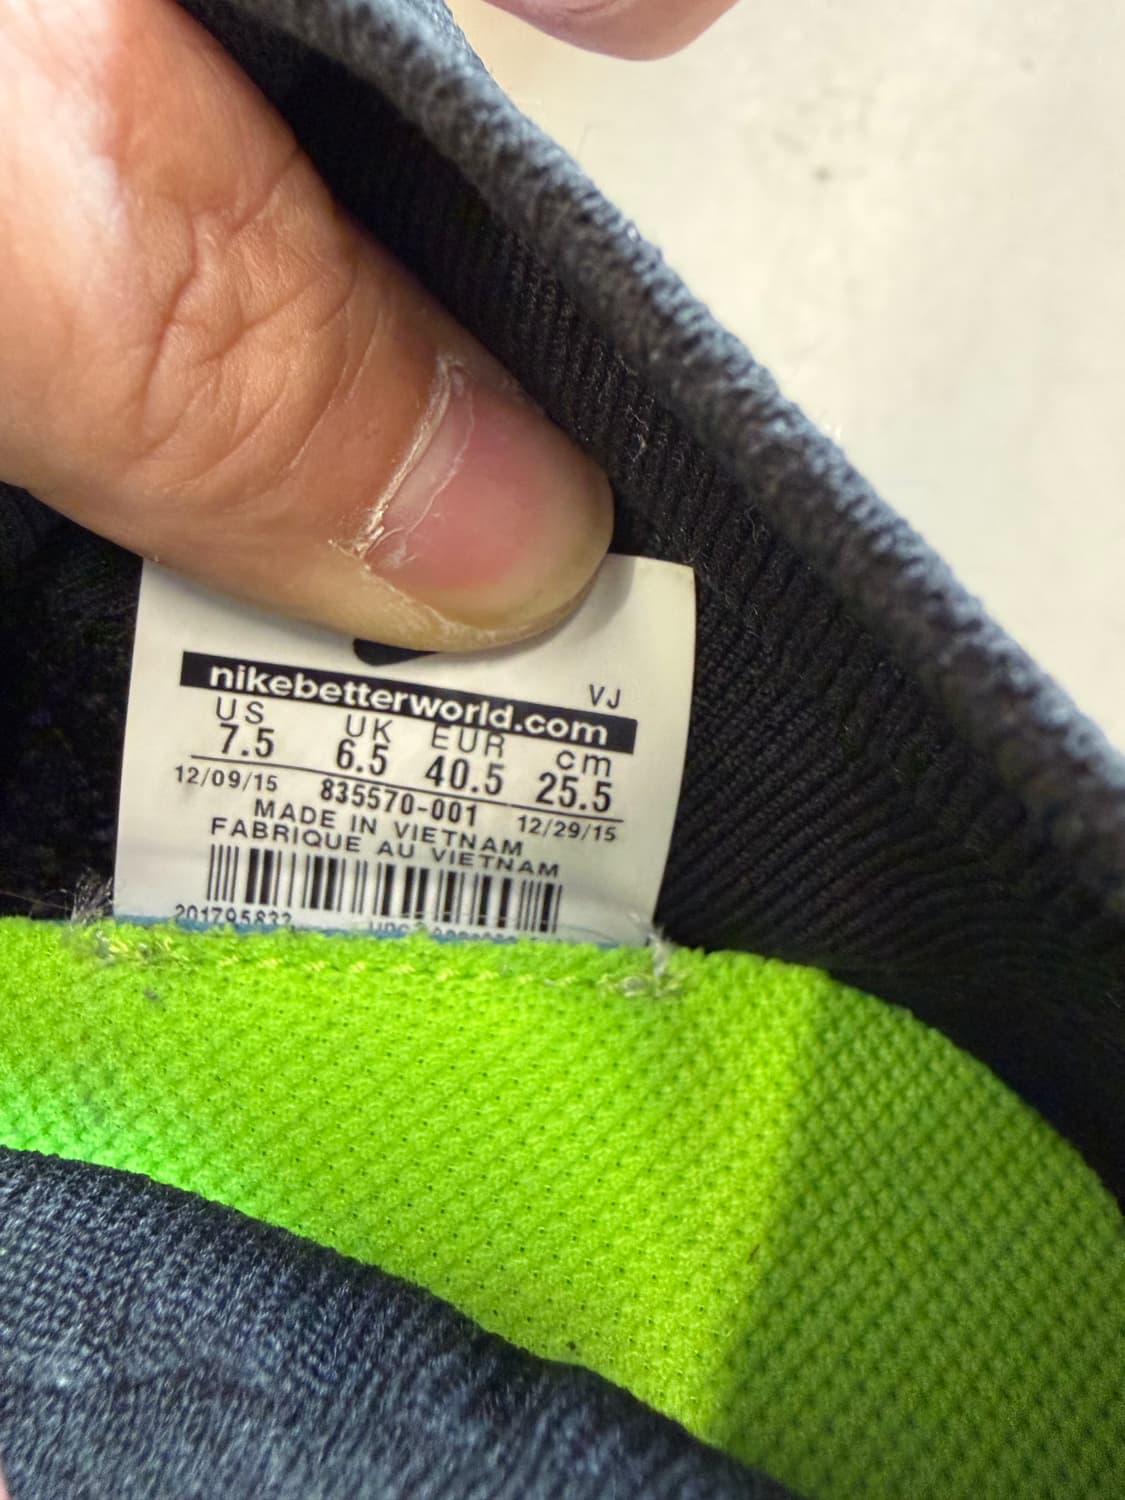 nikebetterworld.com
VJ
US UK EUR cm
7.5 6.5 40.5 25.5
12/09/15 835570-001 12/29/15
MADE IN VIETNAM
FABRIQUE AU VIETNAM
201795832